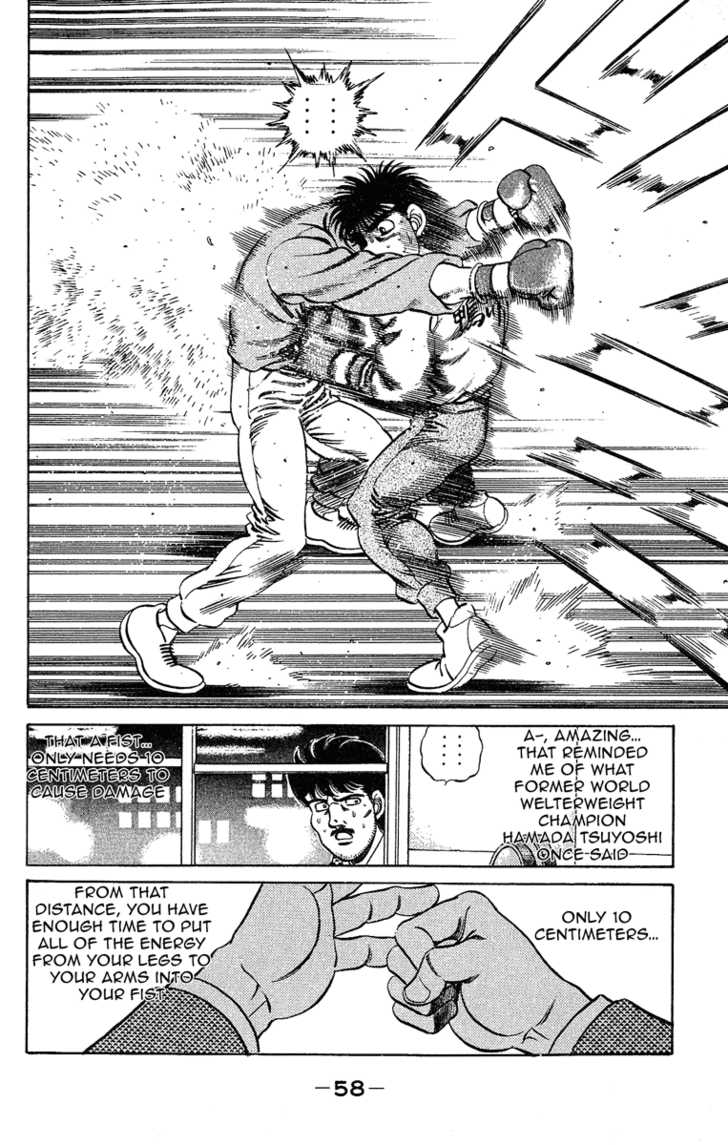 A-, AMAZING...
THAT REMINDED
ME OF WHAT
FORMER WORLD
WELTERWEIGHT
CHAMPION
HAMADA TSUYOSHI
ONCE SAID
THAT A FIST...
ONLY NEEDS 10
CENTIMETERS TO
CAUSE DAMAGE
ONLY 10
CENTIMETERS...
FROM THAT
DISTANCE, YOU HAVE
ENOUGH TIME TO PUT
ALL OF THE ENERGY
FROM YOUR LEGS TO
YOUR ARMS INTO
YOUR FIST
-58-